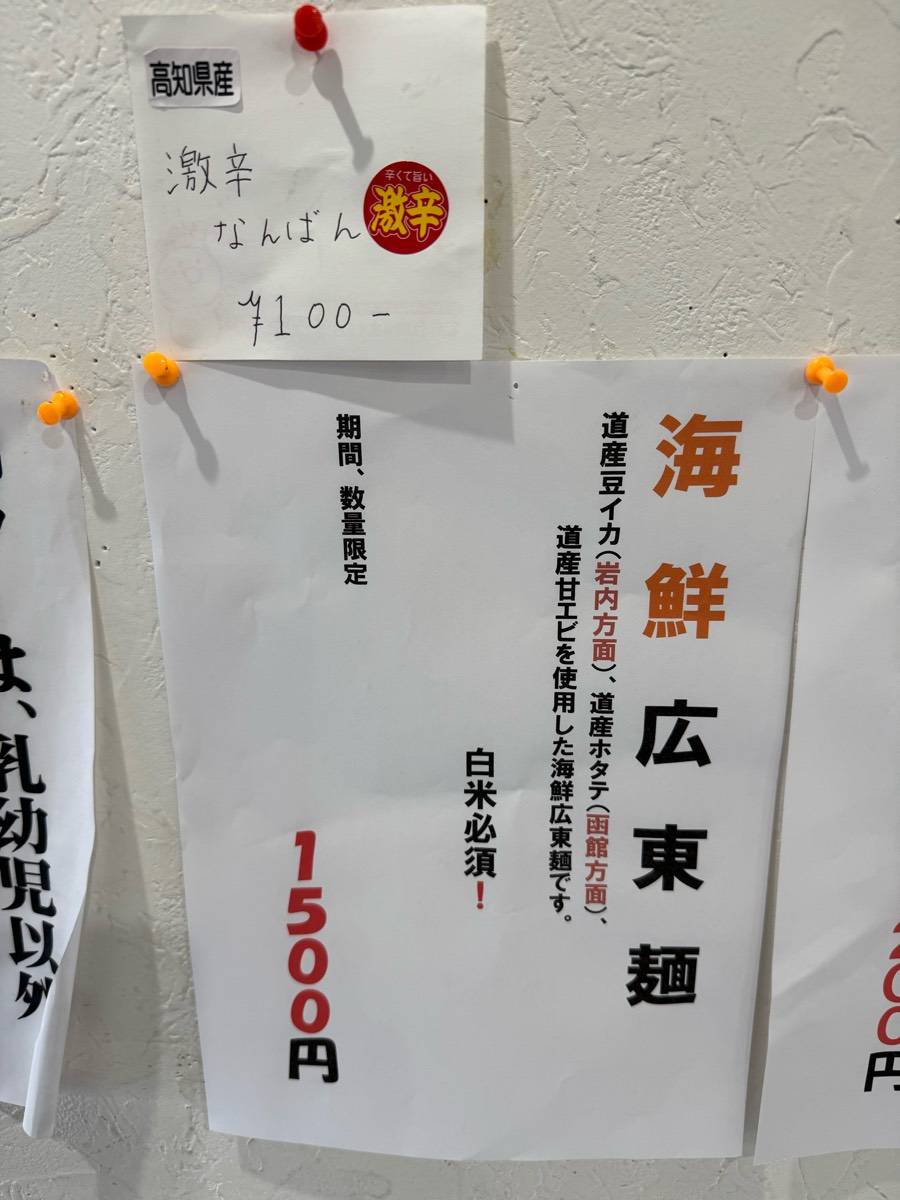 高知県産
激辛
なんばん
辛くて旨い
激辛
¥100-
海鮮広東麺
道産豆イカ(岩内方面)、道産ホタテ(函館方面)、
道産甘エビを使用した海鮮広東麺です。
白米必須!
期間、数量限定
1500円
は、乳幼児以外
00円